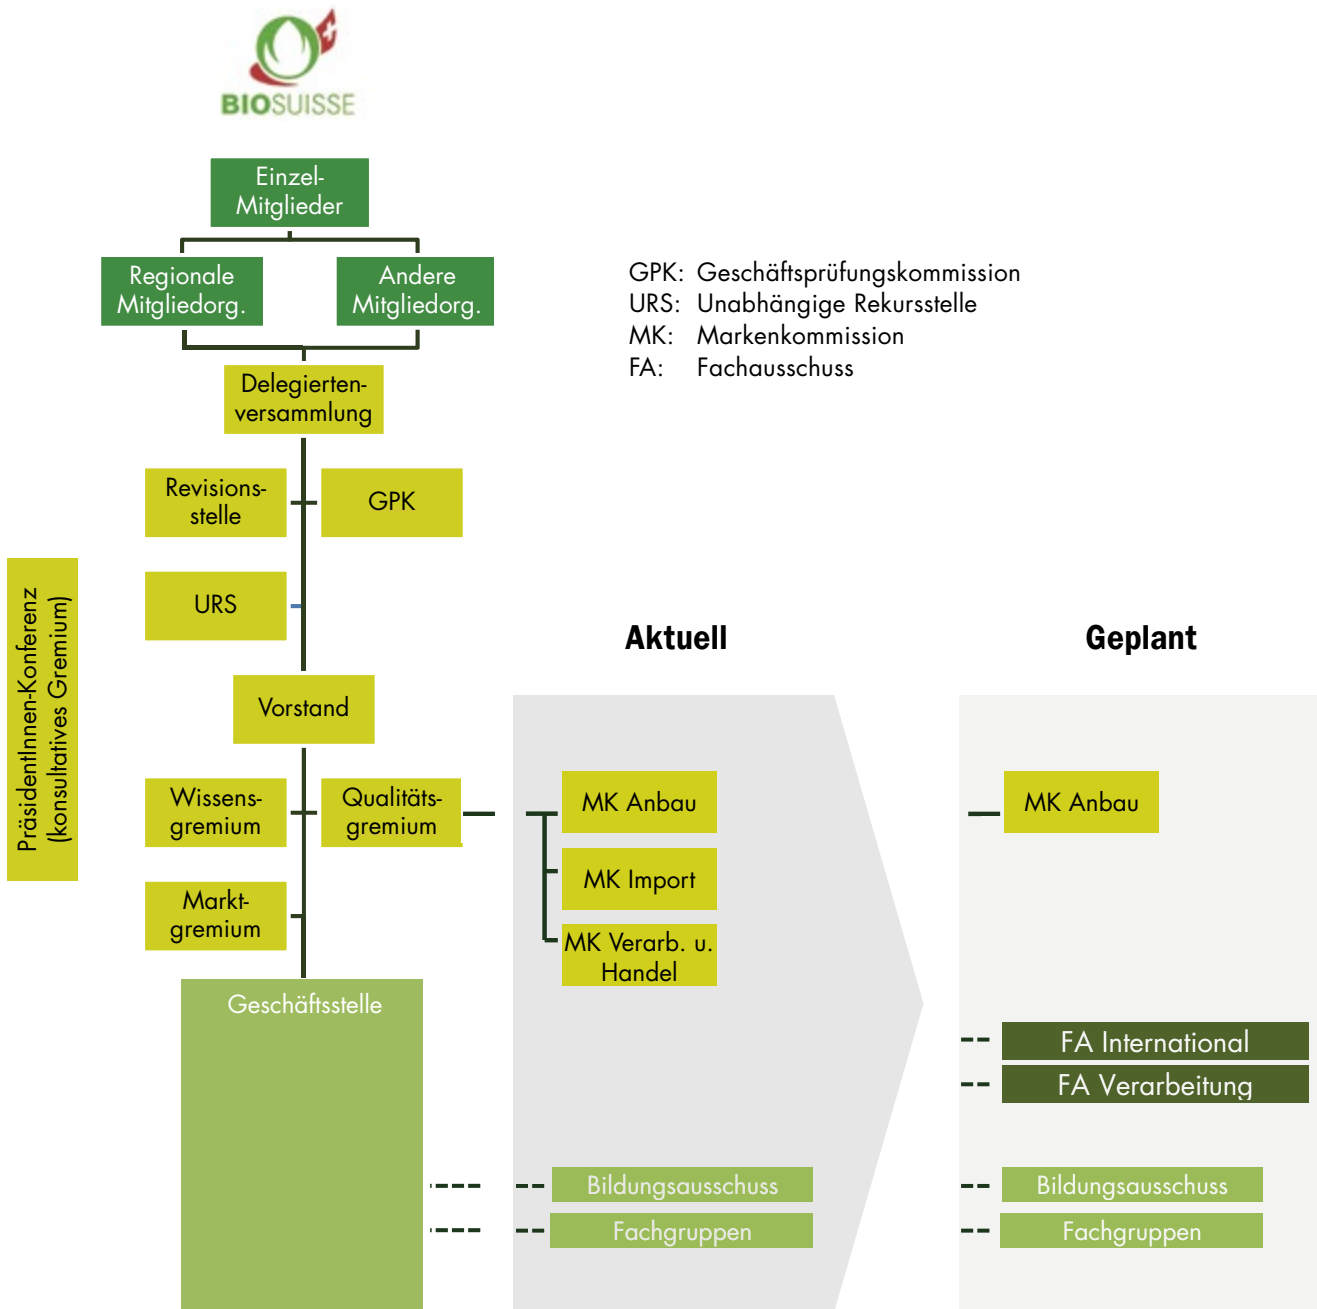 BIOSUISSE
Einzel-
Mitglieder
Regionale
Mitgliedorg.
Andere
Mitgliedorg.
GPK: Geschäftsprüfungskommission
URS: Unabhängige Rekursstelle
MK: Markenkommission
FA: Fachausschuss
Delegierten-
versammlung
Revisions-
stelle
GPK
URS
PräsidentInnen-Konferenz
(konsultatives Gremium)
Vorstand
Wissens-
gremium
Qualitäts-
gremium
Markt-
gremium
Geschäftsstelle
Aktuell
MK Anbau
MK Import
MK Verarb. u.
Handel
Bildungsausschuss
Fachgruppen
Geplant
MK Anbau
FA International
FA Verarbeitung
Bildungsausschuss
Fachgruppen